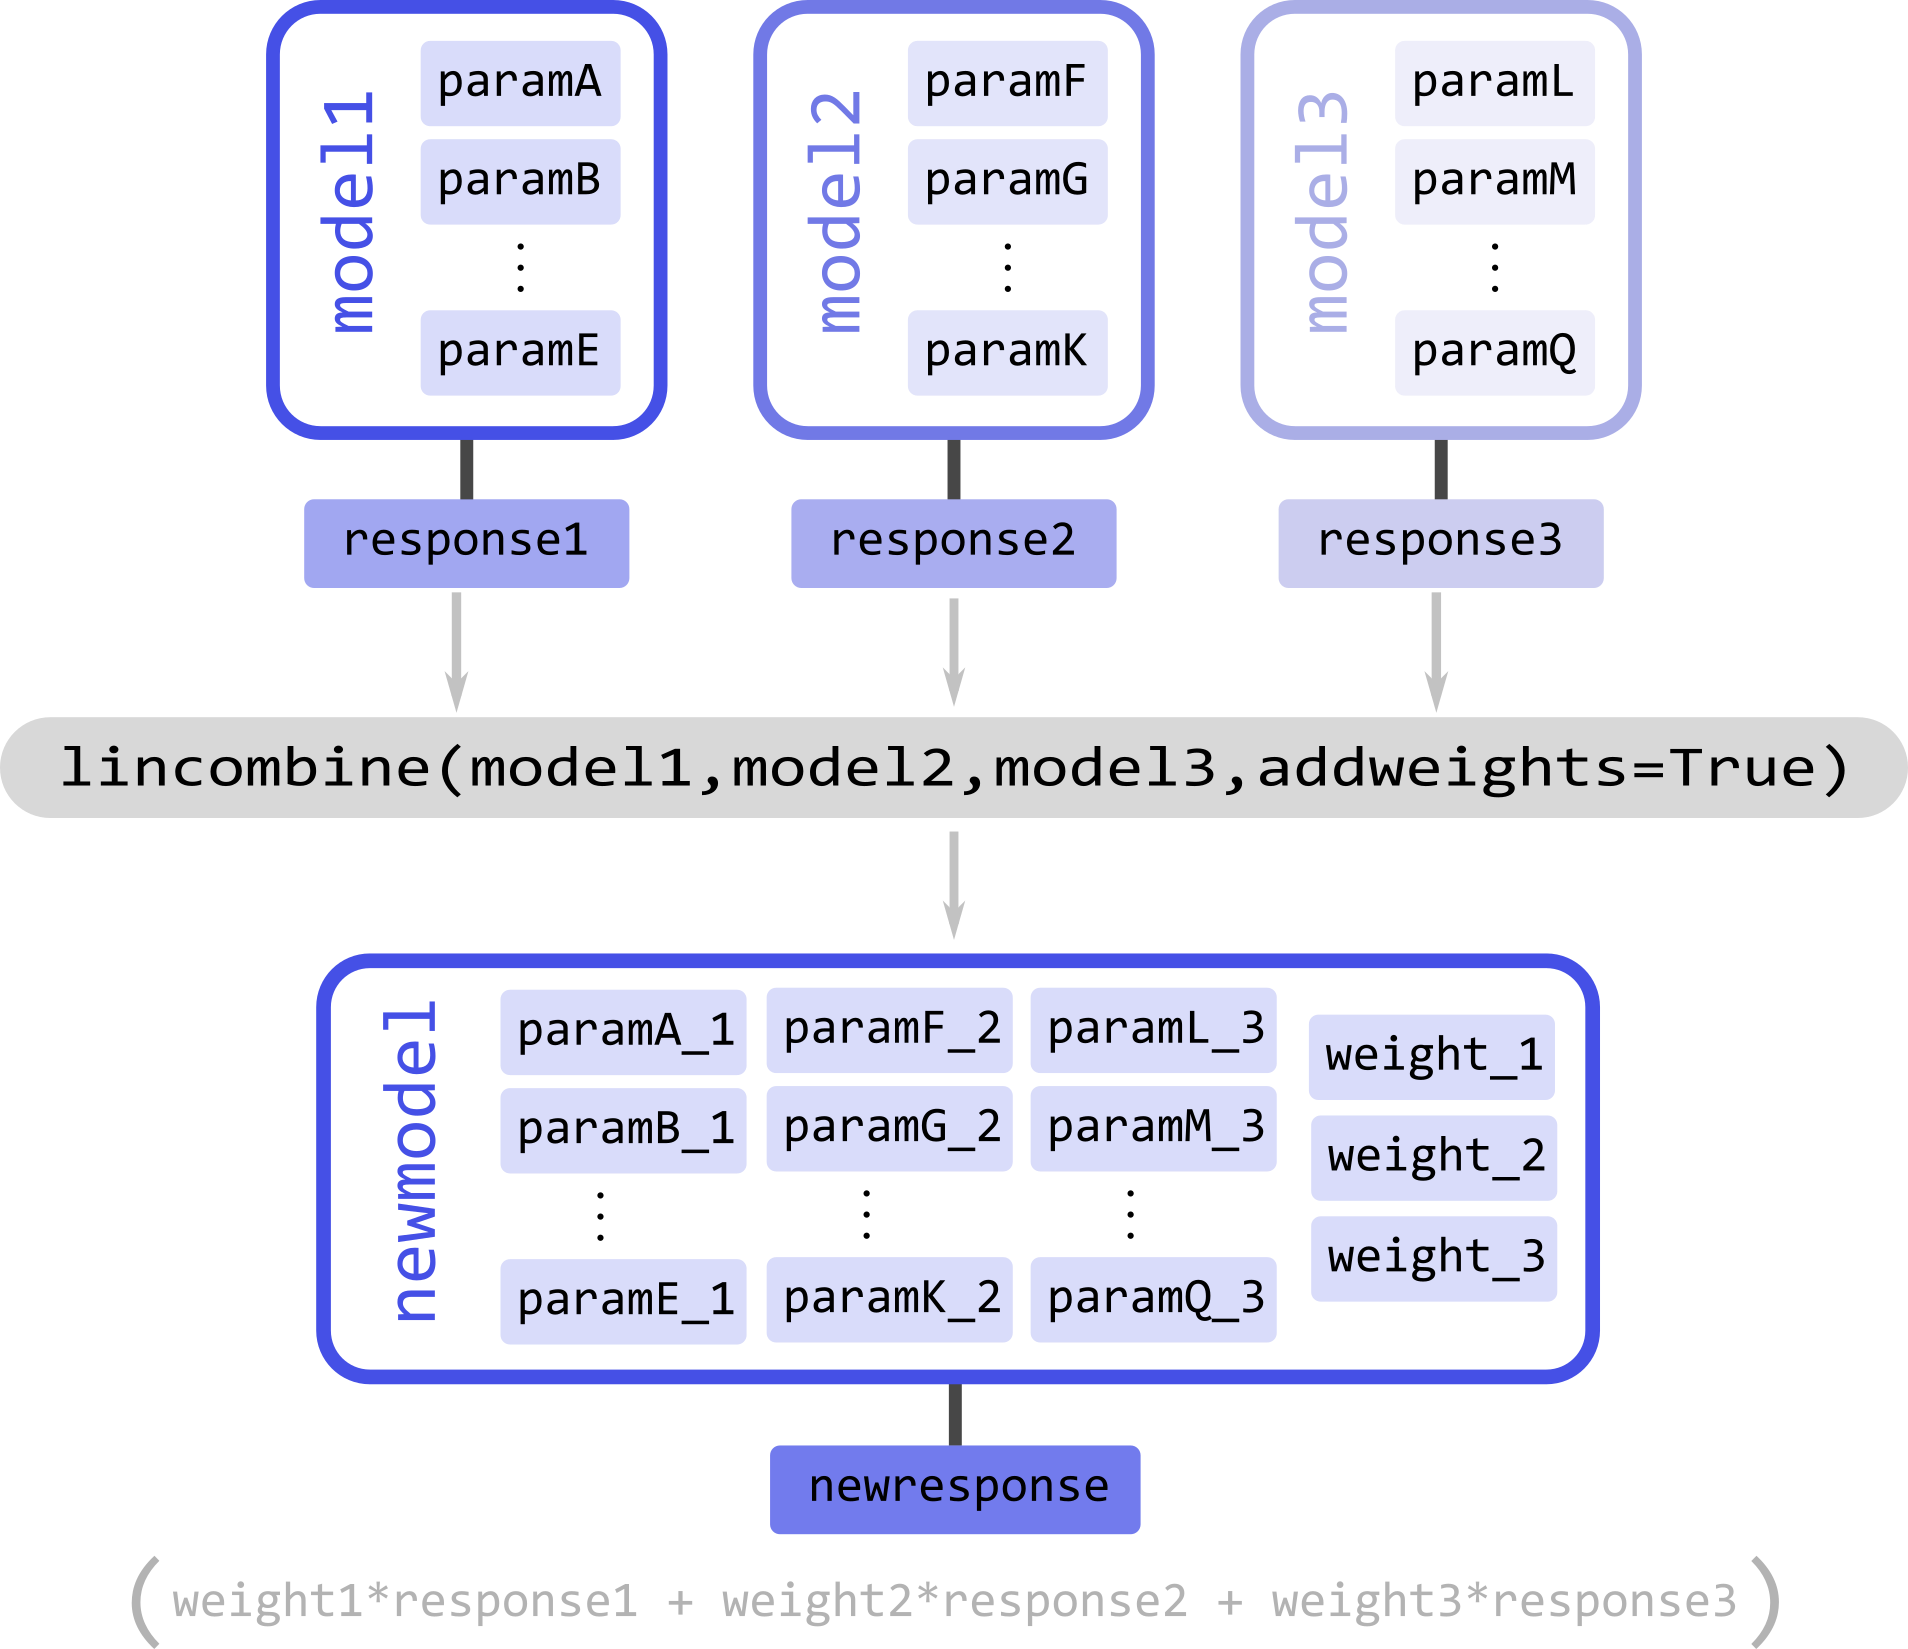 model1
paramA
paramB
⋮
paramE
model2
paramF
paramG
⋮
paramK
model3
paramL
paramM
⋮
paramQ
response1
response2
response3
lincombine(model1,model2,model3,addweights=True)
newmodel
paramA_1
paramB_1
⋮
paramE_1
paramF_2
paramG_2
⋮
paramK_2
paramL_3
paramM_3
⋮
paramQ_3
weight_1
weight_2
weight_3
newresponse
(weight1*response1 + weight2*response2 + weight3*response3)